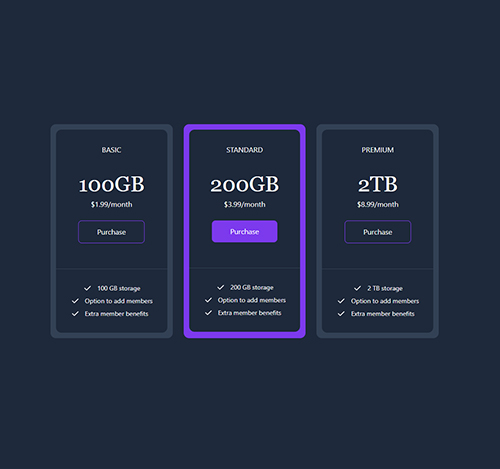 BASIC
100GB
$1.99/month
Purchase
100 GB storage
Option to add members
Extra member benefits
STANDARD
200GB
$3.99/month
Purchase
200 GB storage
Option to add members
Extra member benefits
PREMIUM
2TB
$8.99/month
Purchase
2 TB storage
Option to add members
Extra member benefits